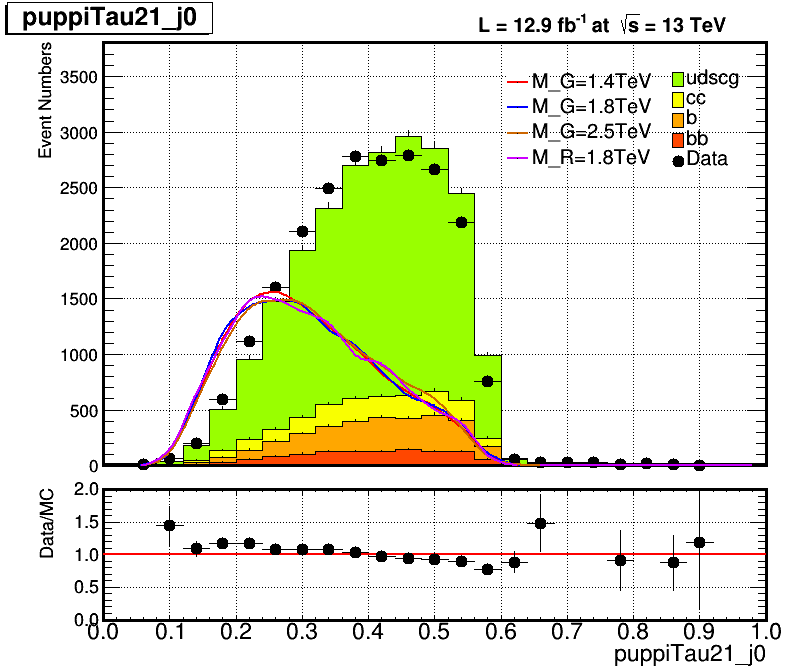 puppiTau21_j0
L = 12.9 fb-1 at √s = 13 TeV
Event Numbers
3500
3000
2500
2000
1500
1000
500
0
M_G=1.4TeV
M_G=1.8TeV
M_G=2.5TeV
M_R=1.8TeV
udscg
cc
b
bb
Data
Data/MC
2.0
1.5
1.0
0.5
0.0
0.0 0.1 0.2 0.3 0.4 0.5 0.6 0.7 0.8 0.9 1.0
puppiTau21_j0